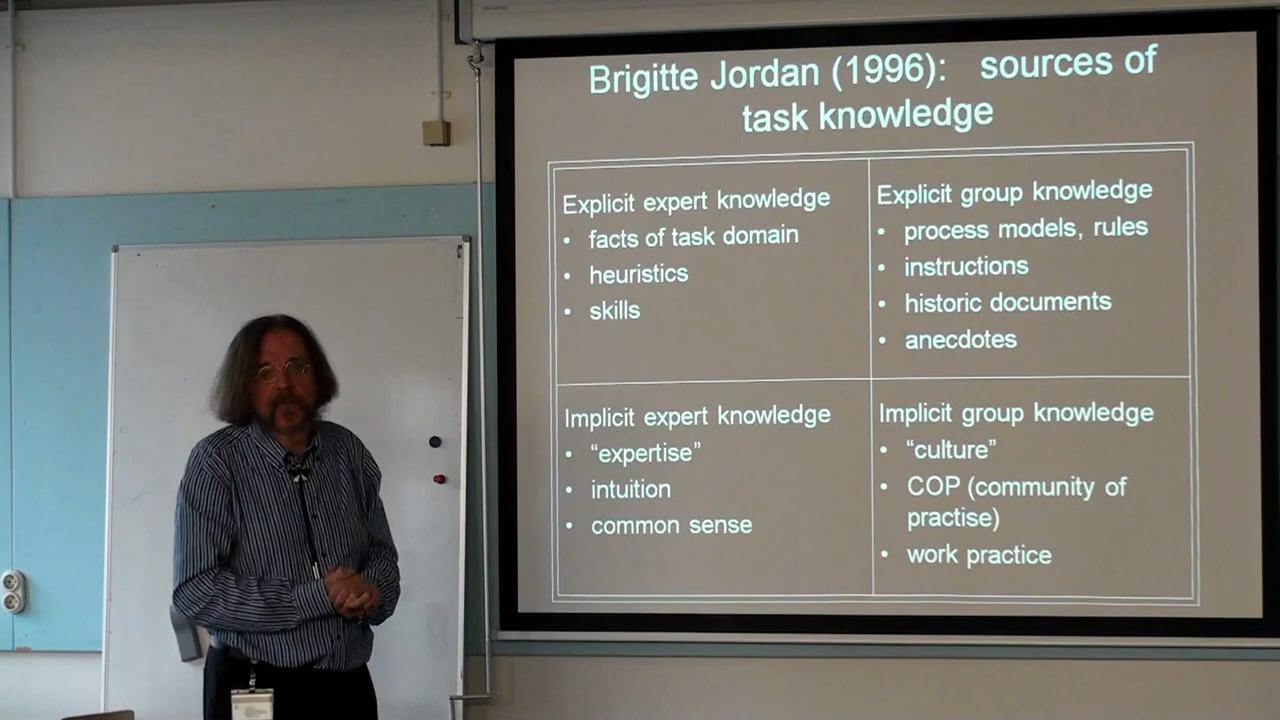 Brigitte Jordan (1996): sources of
task knowledge
Explicit expert knowledge
• facts of task domain
• heuristics
• skills
Explicit group knowledge
• process models, rules
• instructions
• historic documents
• anecdotes
Implicit expert knowledge
• “expertise”
• intuition
• common sense
Implicit group knowledge
• “culture”
• COP (community of
practise)
• work practice